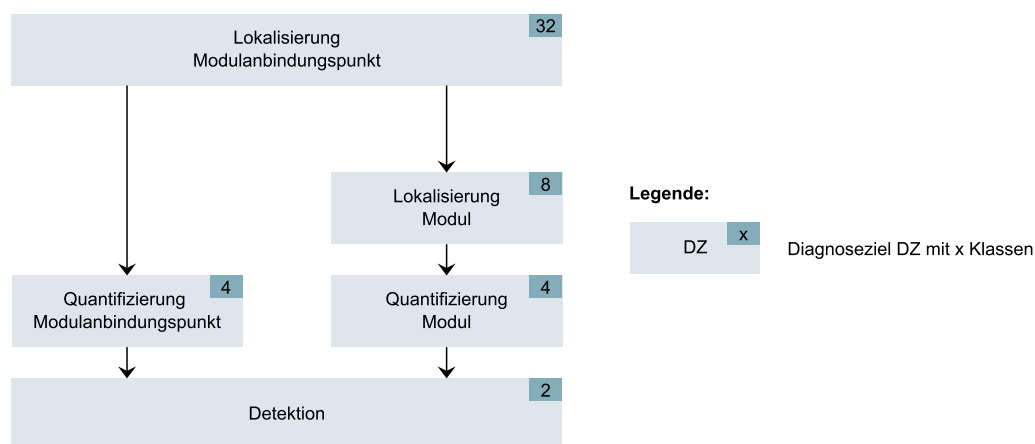 Lokalisierung
Modulanbindungspunkt
32
Lokalisierung
Modul
8
Quantifizierung
Modulanbindungspunkt
4
Quantifizierung
Modul
4
Detektion
2
Legende:
DZ
x
Diagnoseziel DZ mit x Klassen